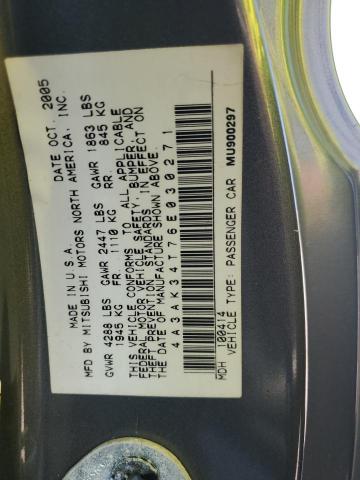 MADE IN U.S.A. DATE OCT. 2005
MFD BY MITSUBISHI MOTORS NORTH AMERICA, INC.
GVWR 4288 LBS GAWR 2447 LBS GAWR 1863 LBS
1945 KG FR. 1110 KG RR. 845 KG
THIS VEHICLE CONFORMS TO ALL APPLICABLE
FEDERAL MOTOR VEHICLE SAFETY, BUMPER, AND
THEFT PREVENTION STANDARDS IN EFFECT ON
THE DATE OF MANUFACTURE SHOWN ABOVE.
4A3AK34T76E030271
MDH 100414
VEHICLE TYPE: PASSENGER CAR MU900297